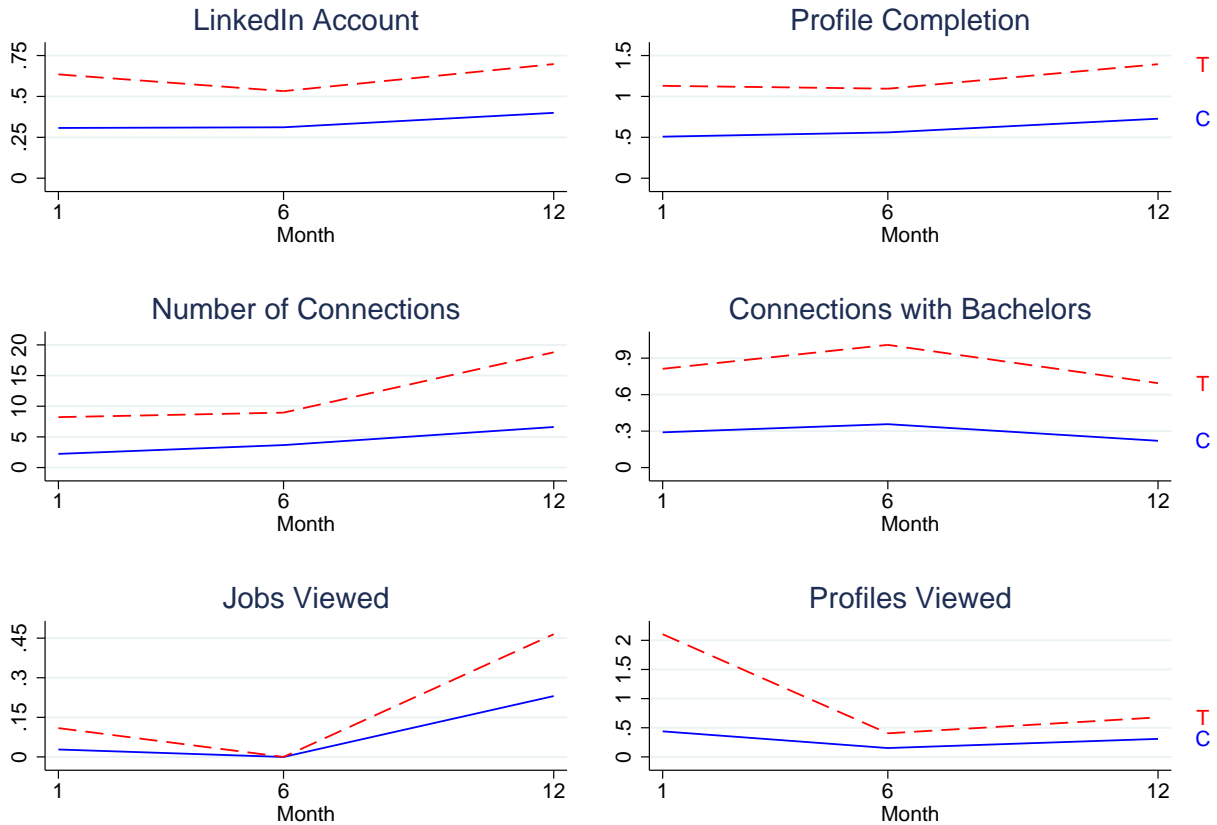 LinkedIn Account
.75
.5
.25
0
1 6 12
Month
Profile Completion
1.5
1
.5
0
1 6 12
Month
T
C
Number of Connections
20
15
10
5
0
1 6 12
Month
Connections with Bachelors
.9
.6
.3
0
1 6 12
Month
T
C
Jobs Viewed
.45
.3
.15
0
1 6 12
Month
Profiles Viewed
2
1.5
1
.5
0
1 6 12
Month
T
C